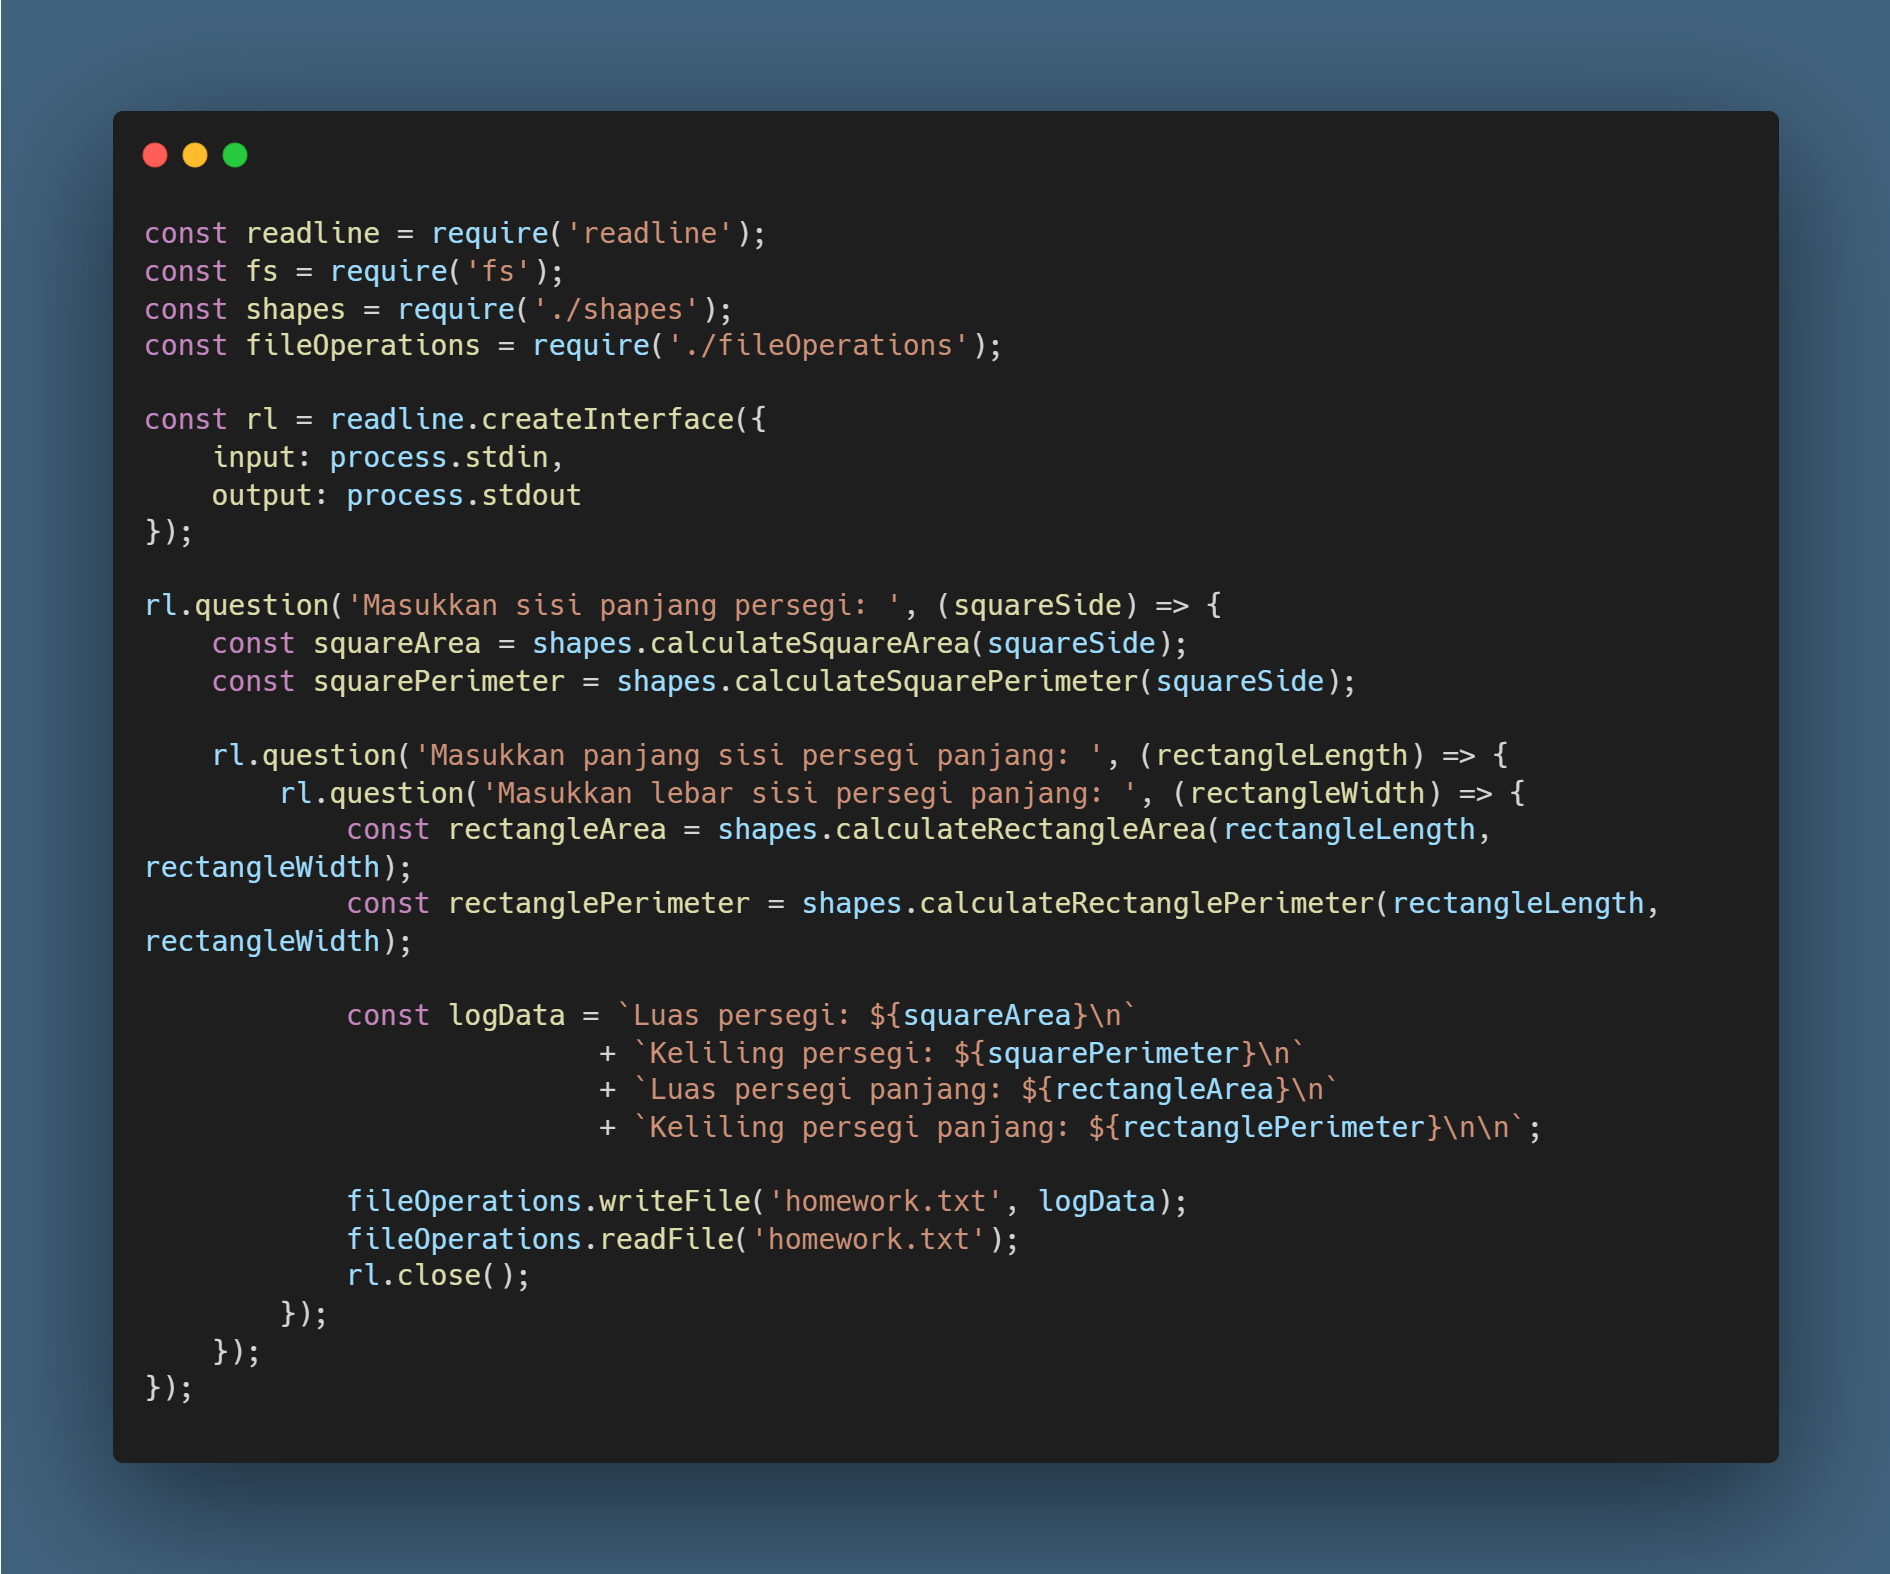 const readline = require('readline');
const fs = require('fs');
const shapes = require('./shapes');
const fileOperations = require('./fileOperations');

const rl = readline.createInterface({
    input: process.stdin,
    output: process.stdout
});

rl.question('Masukkan sisi panjang persegi: ', (squareSide) => {
    const squareArea = shapes.calculateSquareArea(squareSide);
    const squarePerimeter = shapes.calculateSquarePerimeter(squareSide);

    rl.question('Masukkan panjang sisi persegi panjang: ', (rectangleLength) => {
        rl.question('Masukkan lebar sisi persegi panjang: ', (rectangleWidth) => {
            const rectangleArea = shapes.calculateRectangleArea(rectangleLength,
rectangleWidth);
            const rectanglePerimeter = shapes.calculateRectanglePerimeter(rectangleLength,
rectangleWidth);

            const logData = `Luas persegi: ${squareArea}\n`
                           + `Keliling persegi: ${squarePerimeter}\n`
                           + `Luas persegi panjang: ${rectangleArea}\n`
                           + `Keliling persegi panjang: ${rectanglePerimeter}\n\n`;

            fileOperations.writeFile('homework.txt', logData);
            fileOperations.readFile('homework.txt');
            rl.close();
        });
    });
});